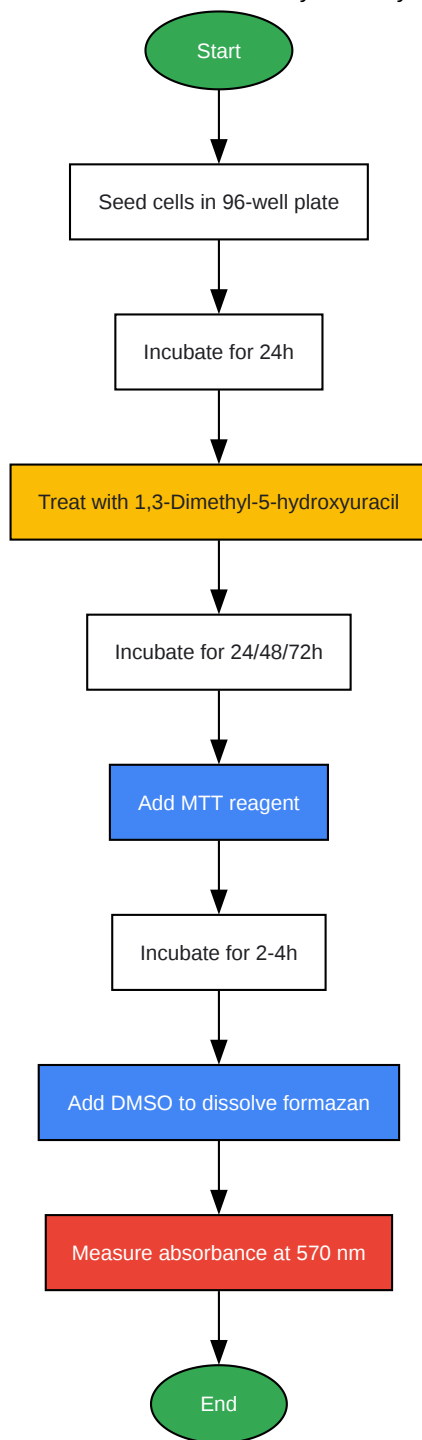 Start
Seed cells in 96-well plate
Incubate for 24h
Treat with 1,3-Dimethyl-5-hydroxyuracil
Incubate for 24/48/72h
Add MTT reagent
Incubate for 2-4h
Add DMSO to dissolve formazan
Measure absorbance at 570 nm
End